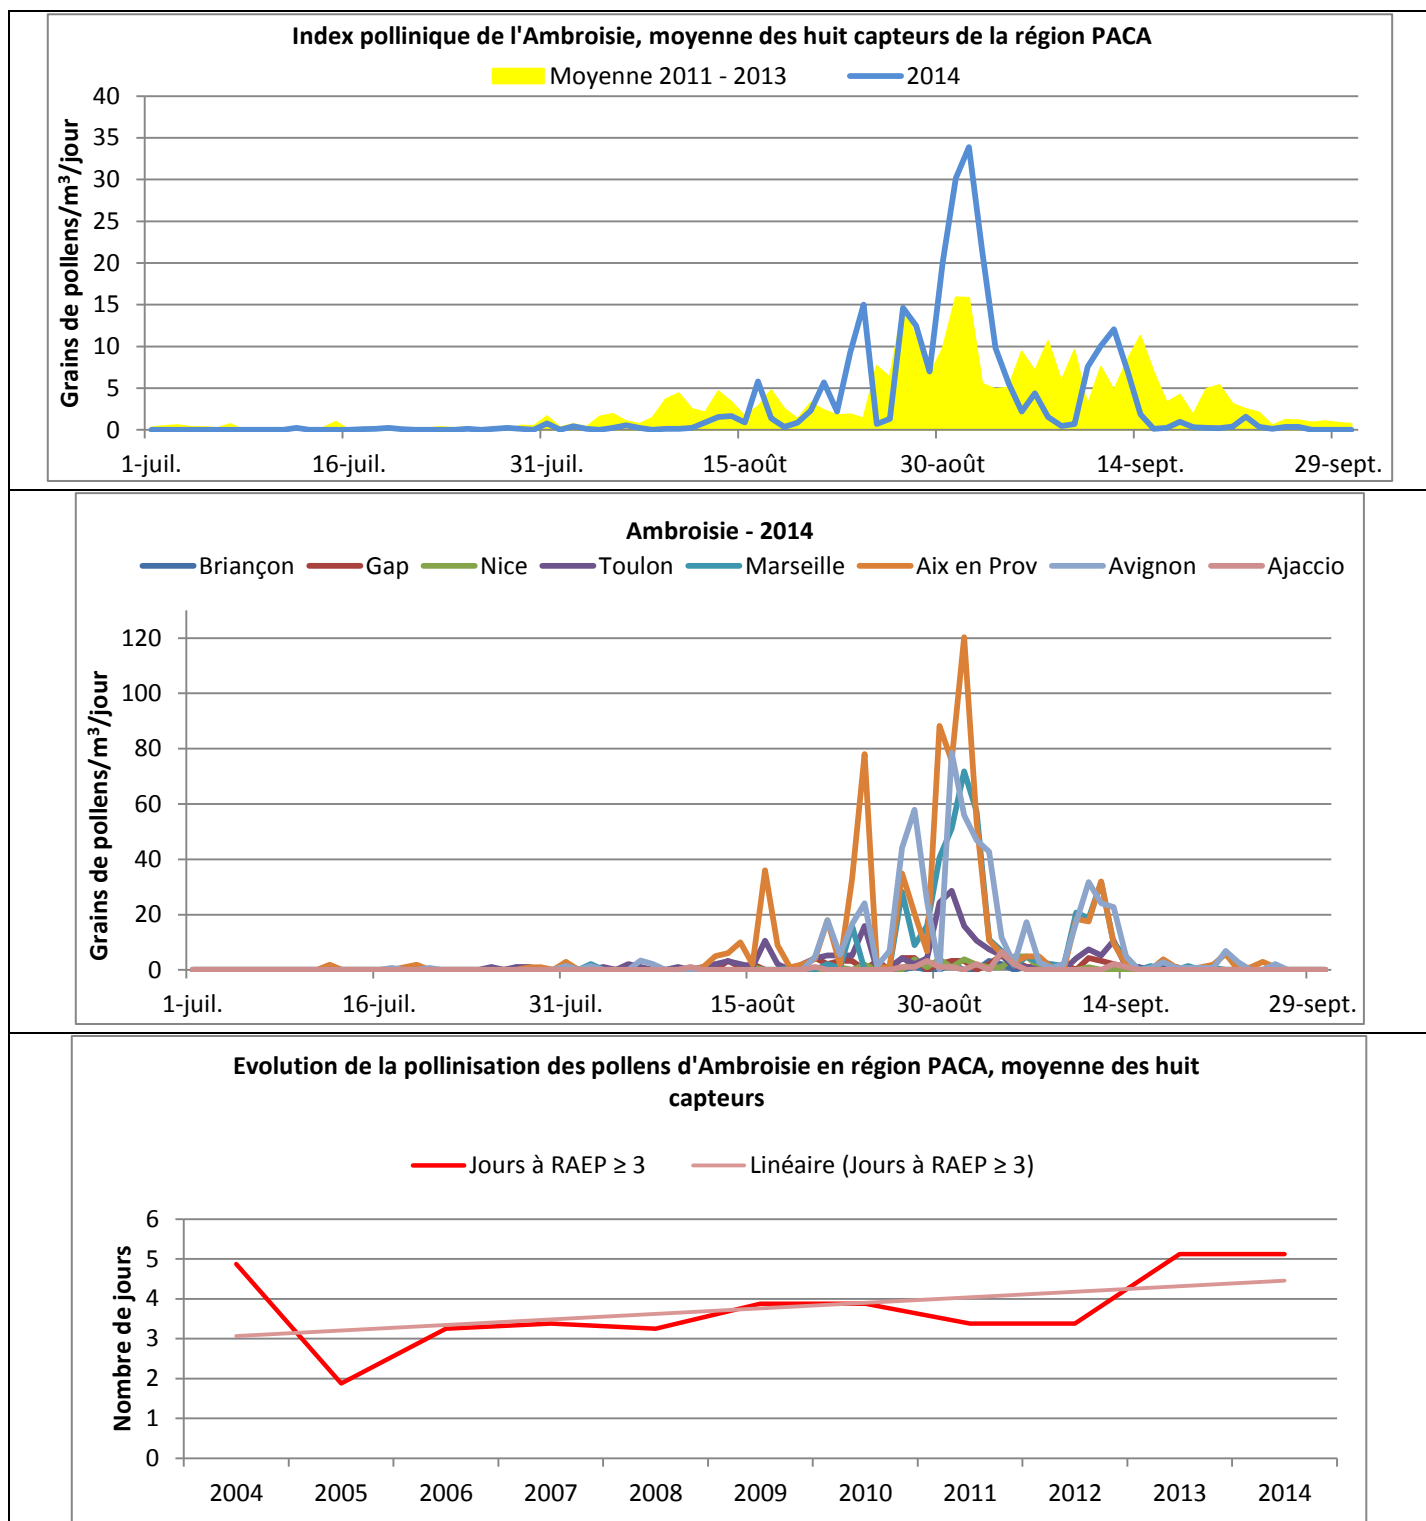 Index pollinique de l'Ambroisie, moyenne des huit capteurs de la région PACA
Moyenne 2011 - 2013 2014
Grains de pollens/m³/jour
40
35
30
25
20
15
10
5
0
1-juil. 16-juil. 31-juil. 15-août 30-août 14-sept. 29-sept.
Ambroisie - 2014
Briançon Gap Nice Toulon Marseille Aix en Prov Avignon Ajaccio
Grains de pollens/m³/jour
120
100
80
60
40
20
0
1-juil. 16-juil. 31-juil. 15-août 30-août 14-sept. 29-sept.
Evolution de la pollinisation des pollens d'Ambroisie en région PACA, moyenne des huit
capteurs
Jours à RAEP ≥ 3 Linéaire (Jours à RAEP ≥ 3)
Nombre de jours
6
5
4
3
2
1
0
2004 2005 2006 2007 2008 2009 2010 2011 2012 2013 2014